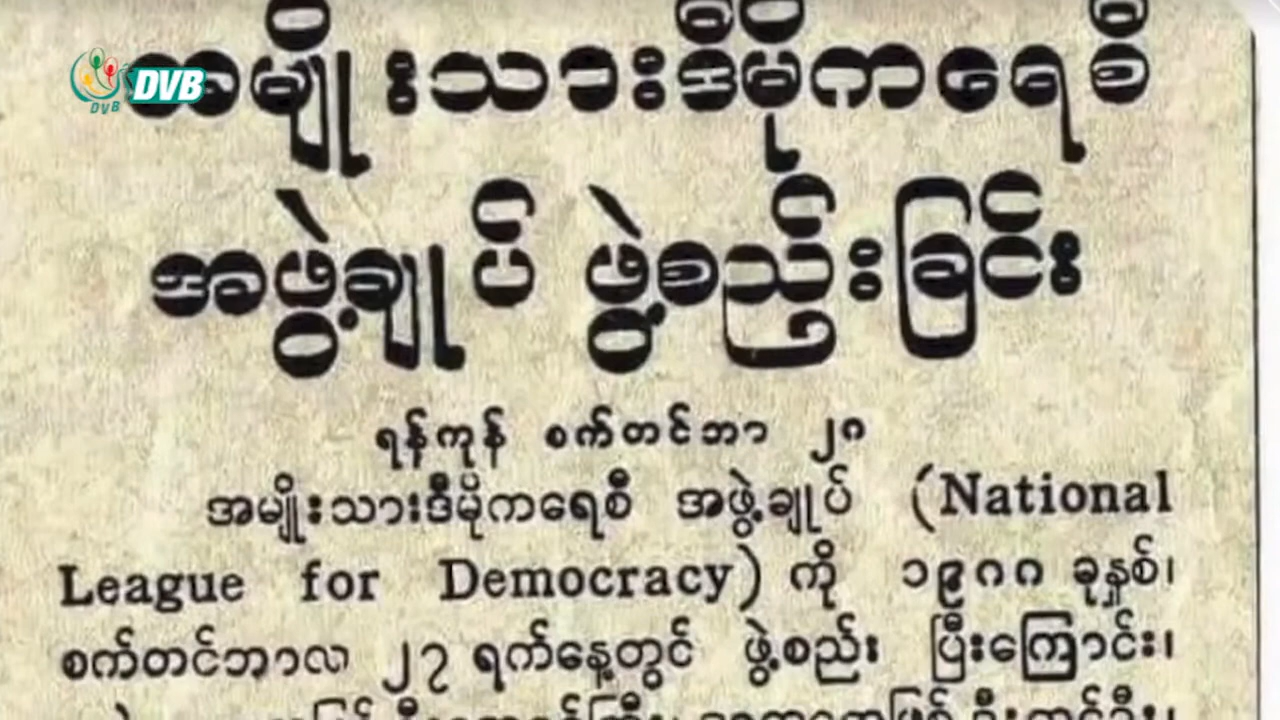 DVB
DVB
အမျိုးသားဒီမိုကရေစီ
အဖွဲ့ချုပ် ဖွဲ့စည်းခြင်း
ရန်ကုန် စက်တင်ဘာ ၂၈
အမျိုးသားဒီမိုကရေစီ အဖွဲ့ချုပ် (National
League for Democracy) ကို ၁၉၈၈ ခုနှစ်၊
စက်တင်ဘာလ ၂၇ ရက်နေ့တွင် ဖွဲ့စည်း ပြီးကြောင်း၊